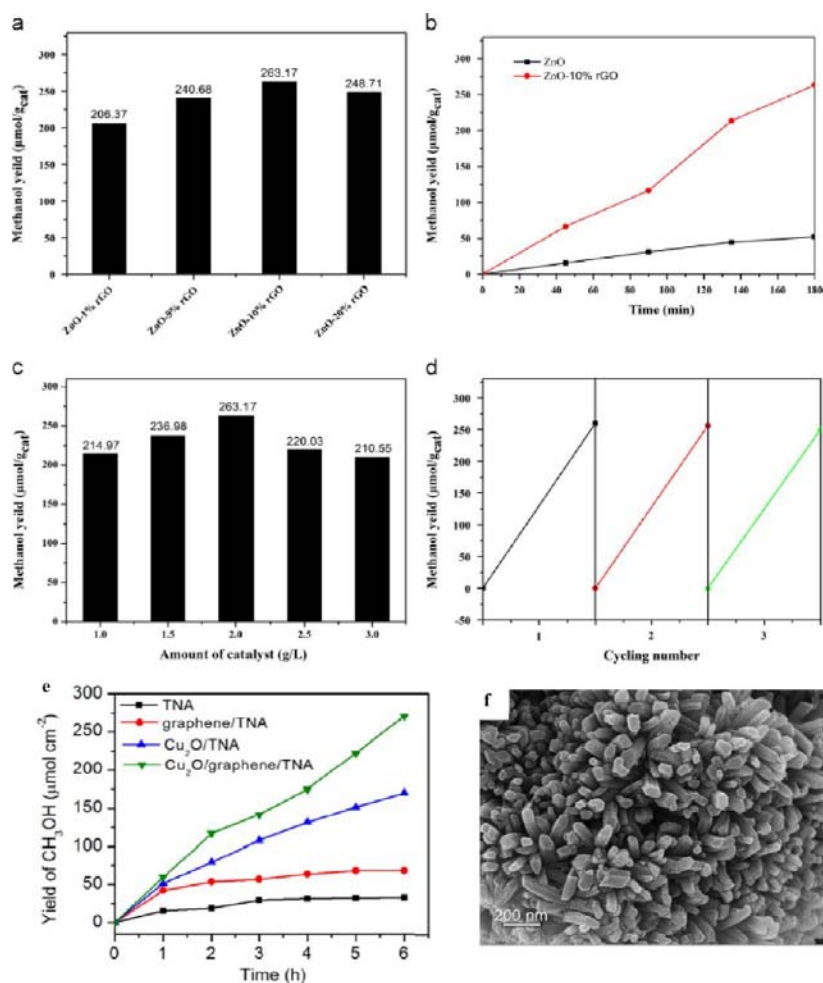 a
Methanol yeild (μmol/gcat)
300
250
200
150
100
50
0
206.37
240.68
263.17
248.71
ZnO-1% rGO
ZnO-5% rGO
ZnO-10% rGO
ZnO-20% rGO
b
ZnO
ZnO-10% rGO
Methanol yeild (μmol/gcat)
300
250
200
150
100
50
0
-50
0 20 40 60 80 100 120 140 160 180
Time (min)
c
Methanol yeild (μmol/gcat)
300
250
200
150
100
50
0
214.97
236.98
263.17
220.03
210.55
1.0 1.5 2.0 2.5 3.0
Amount of catalyst (g/L)
d
Methanol yeild (μmol/gcat)
300
250
200
150
100
50
0
-50
1 2 3
Cycling number
e
TNA
graphene/TNA
Cu2O/TNA
Cu2O/graphene/TNA
Yield of CH3OH (μmol cm-2)
300
250
200
150
100
50
0
0 1 2 3 4 5 6
Time (h)
f
200 nm